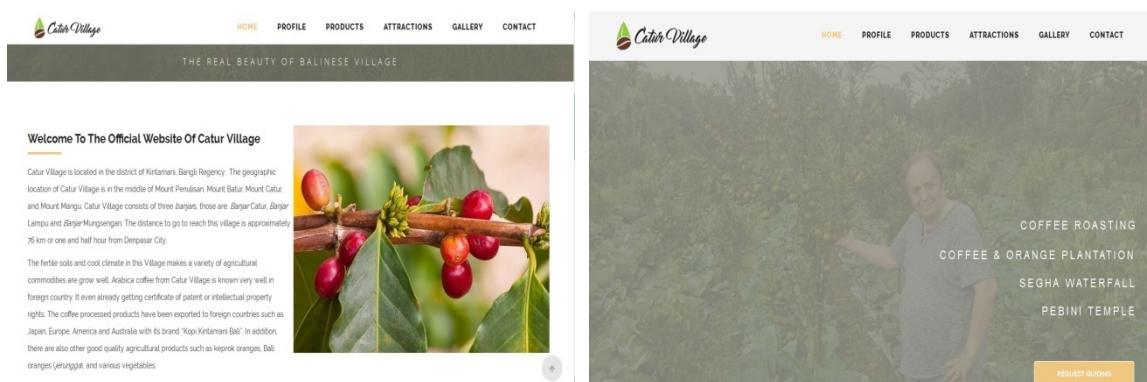 Catur Village
HOME PROFILE PRODUCTS ATTRACTIONS GALLERY CONTACT
THE REAL BEAUTY OF BALINESE VILLAGE
Welcome To The Official Website Of Catur Village
Catur Village is located in the district of Kintamani, Bangli Regency. The geographic
location of Catur Village is in the middle of Mount Penulisan, Mount Batur, Mount Catur,
and Mount Mangu. Catur Village consists of three banjars, those are: Banjar Catur, Banjar
Lampu and Banjar Mungsengan. The distance to go to reach this village is approximately
76 km or one and half hour from Denpasar City.
The fertile soils and cool climate in this Village makes a variety of agricultural
commodities are grow well. Arabica coffee from Catur Village is known very well in
foreign country. It even already getting certificate of patent or intellectual property
rights. The coffee processed products have been exported to foreign countries such as
Japan, Europe, America and Australia with its brand "Kopi Kintamani Bali". In addition,
there are also other good quality agricultural products such as keprok oranges, Bali
oranges (jerungga), and various vegetables.
Catur Village
HOME PROFILE PRODUCTS ATTRACTIONS GALLERY CONTACT
COFFEE ROASTING
COFFEE & ORANGE PLANTATION
SEGHA WATERFALL
PEBINI TEMPLE
REQUEST GUIDING